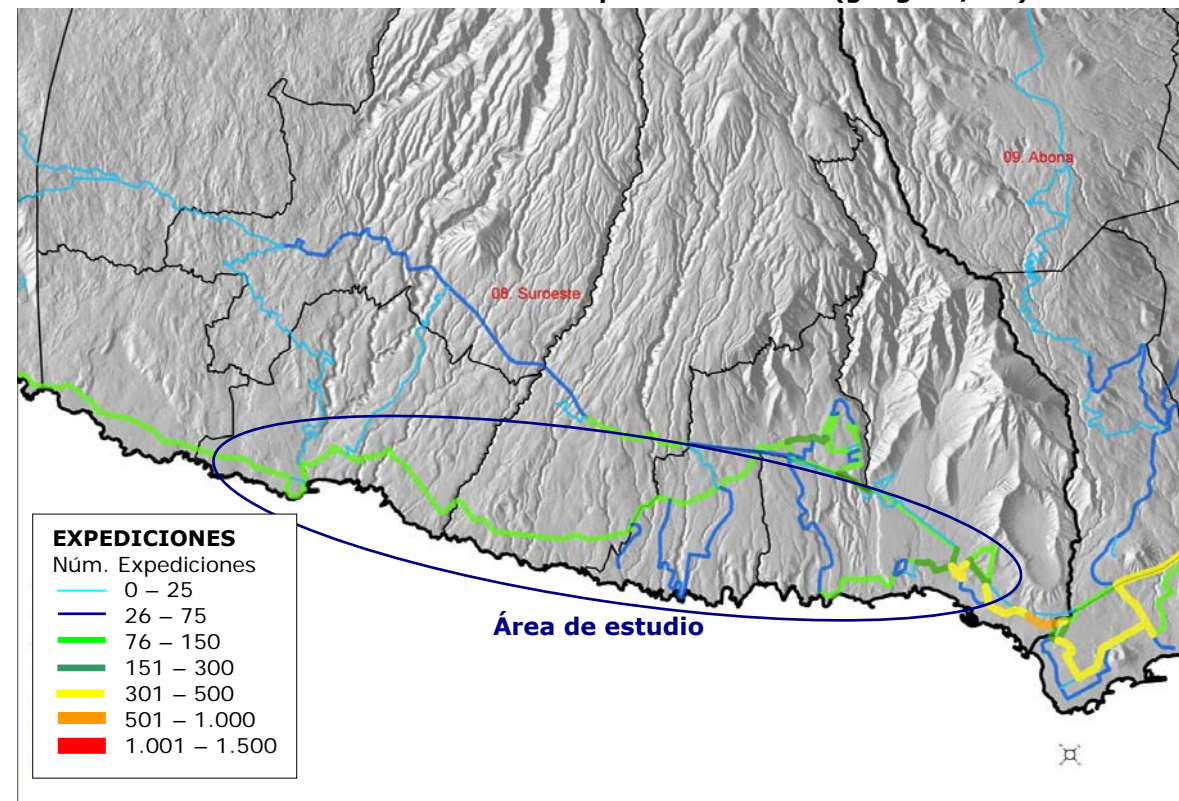 09. Abona
08. Suroeste
EXPEDICIONES
Núm. Expediciones
0 – 25
26 – 75
76 – 150
151 – 300
301 – 500
501 – 1.000
1.001 – 1.500
Área de estudio